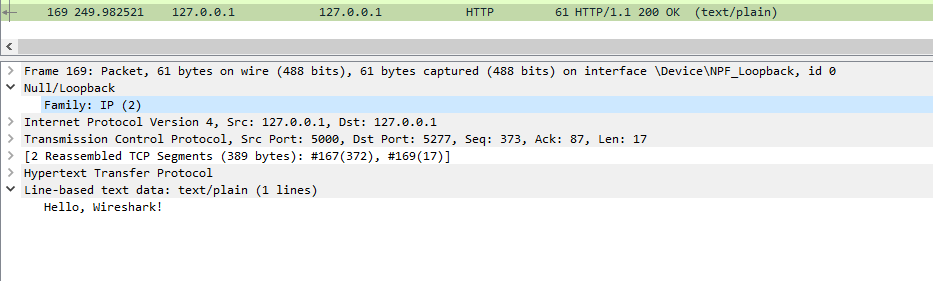 169 249.982521 127.0.0.1 127.0.0.1 HTTP 61 HTTP/1.1 200 OK (text/plain)
Frame 169: Packet, 61 bytes on wire (488 bits), 61 bytes captured (488 bits) on interface \Device\NPF_Loopback, id 0
Null/Loopback
Family: IP (2)
Internet Protocol Version 4, Src: 127.0.0.1, Dst: 127.0.0.1
Transmission Control Protocol, Src Port: 5000, Dst Port: 5277, Seq: 373, Ack: 87, Len: 17
[2 Reassembled TCP Segments (389 bytes): #167(372), #169(17)]
Hypertext Transfer Protocol
Line-based text data: text/plain (1 lines)
Hello, Wireshark!